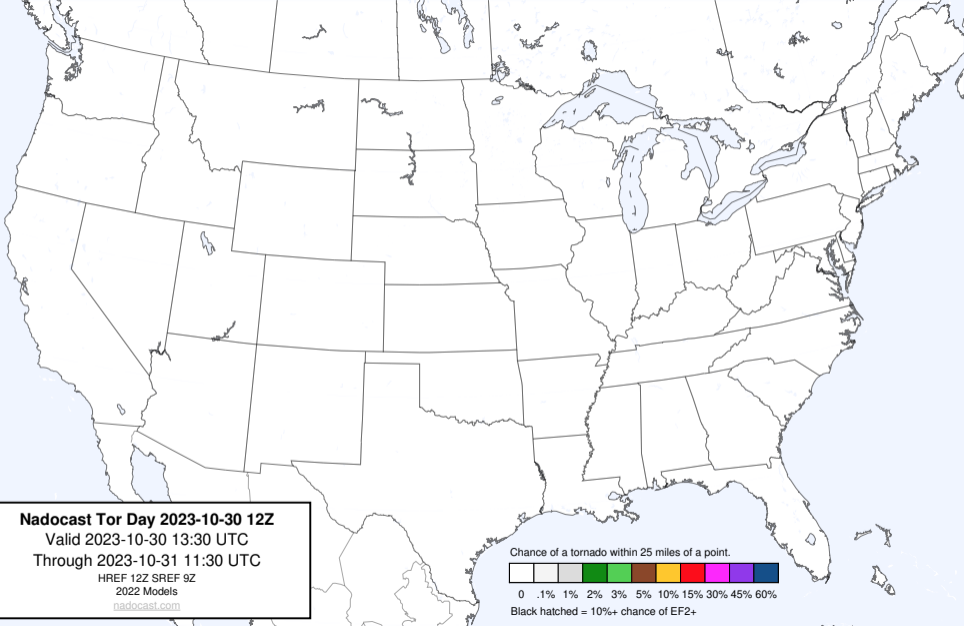 Nadocast Tor Day 2023-10-30 12Z
Valid 2023-10-30 13:30 UTC
Through 2023-10-31 11:30 UTC
HREF 12Z SREF 9Z
2022 Models
nadocast.com
Chance of a tornado within 25 miles of a point.
0 .1% 1% 2% 3% 5% 10% 15% 30% 45% 60%
Black hatched = 10%+ chance of EF2+